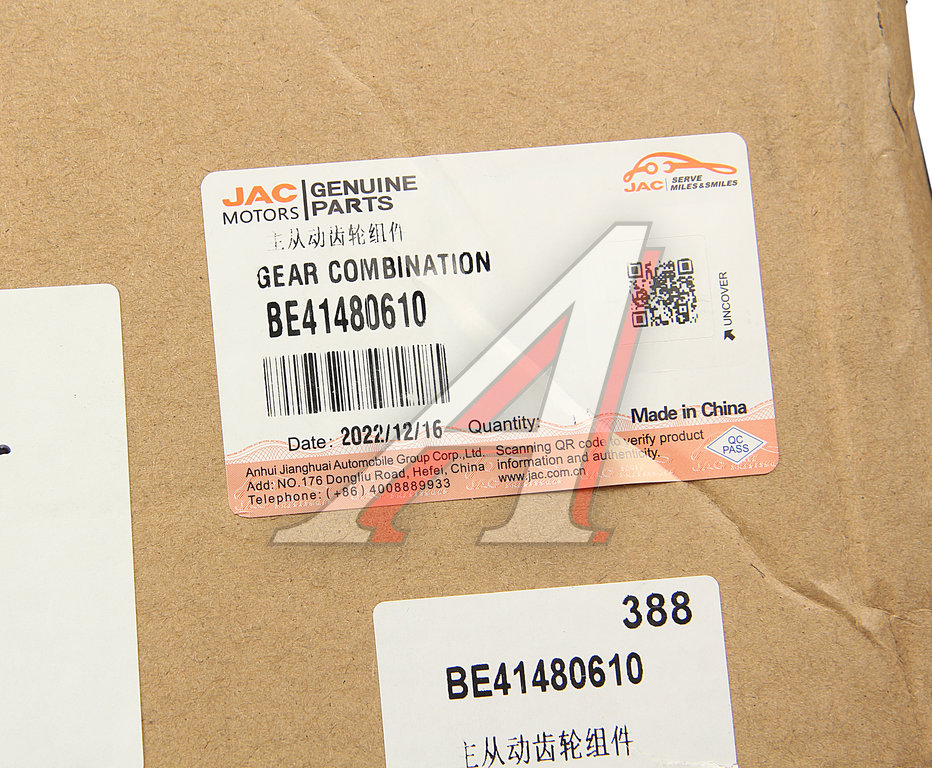 JAC MOTORS
GENUINE PARTS
JAC
SERVE
MILES & SMILES
主从动齿轮组件
GEAR COMBINATION
BE41480610
UNCOVER
Date: 2022/12/16
Quantity:
Made in China
Anhui Jianghuai Automobile Group Corp.,Ltd.
Add: NO.176 Dongliu Road, Hefei, China
Telephone: (+86) 4008889933
Scanning QR code to verify product
information and authenticity.
www.jac.com.cn
QC
PASS
388
BE41480610
主从动齿轮组件